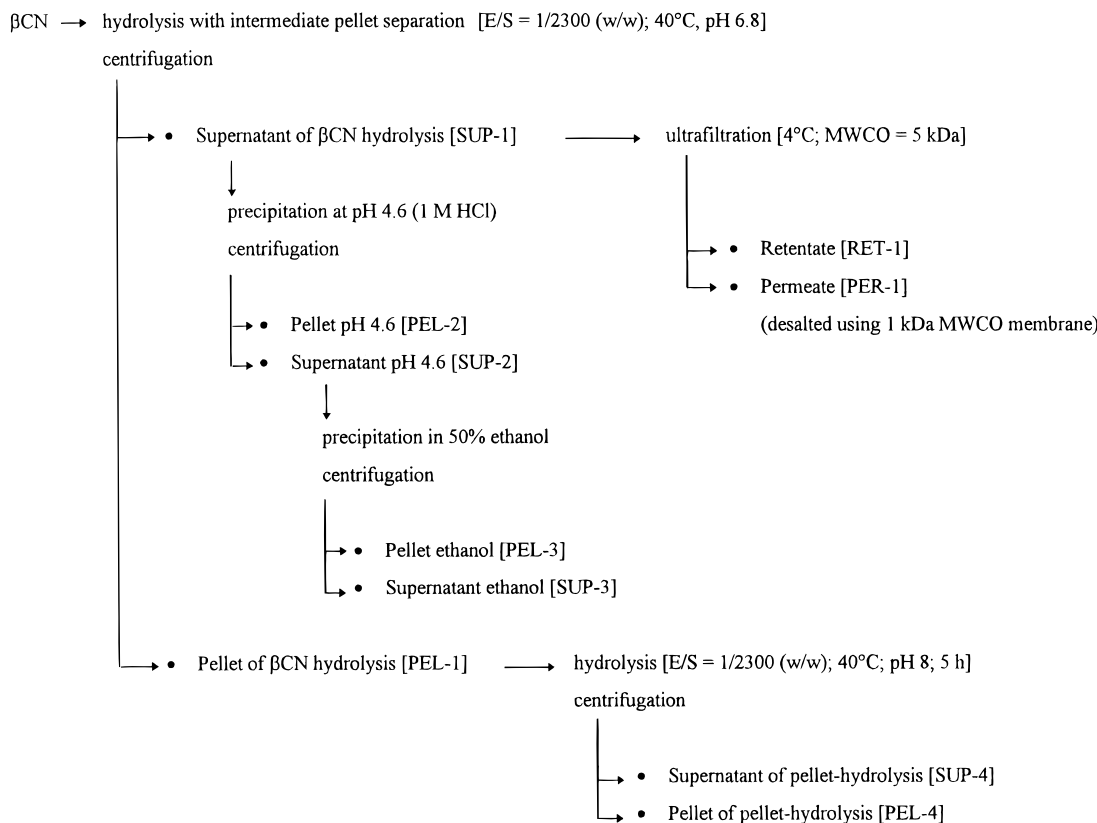 βCN → hydrolysis with intermediate pellet separation [E/S = 1/2300 (w/w); 40°C, pH 6.8]
centrifugation
• Supernatant of βCN hydrolysis [SUP-1] → ultrafiltration [4°C; MWCO = 5 kDa]
precipitation at pH 4.6 (1 M HCl)
centrifugation
• Retentate [RET-1]
• Permeate [PER-1]
(desalted using 1 kDa MWCO membrane)
• Pellet pH 4.6 [PEL-2]
• Supernatant pH 4.6 [SUP-2]
precipitation in 50% ethanol
centrifugation
• Pellet ethanol [PEL-3]
• Supernatant ethanol [SUP-3]
• Pellet of βCN hydrolysis [PEL-1] → hydrolysis [E/S = 1/2300 (w/w); 40°C; pH 8; 5 h]
centrifugation
• Supernatant of pellet-hydrolysis [SUP-4]
• Pellet of pellet-hydrolysis [PEL-4]